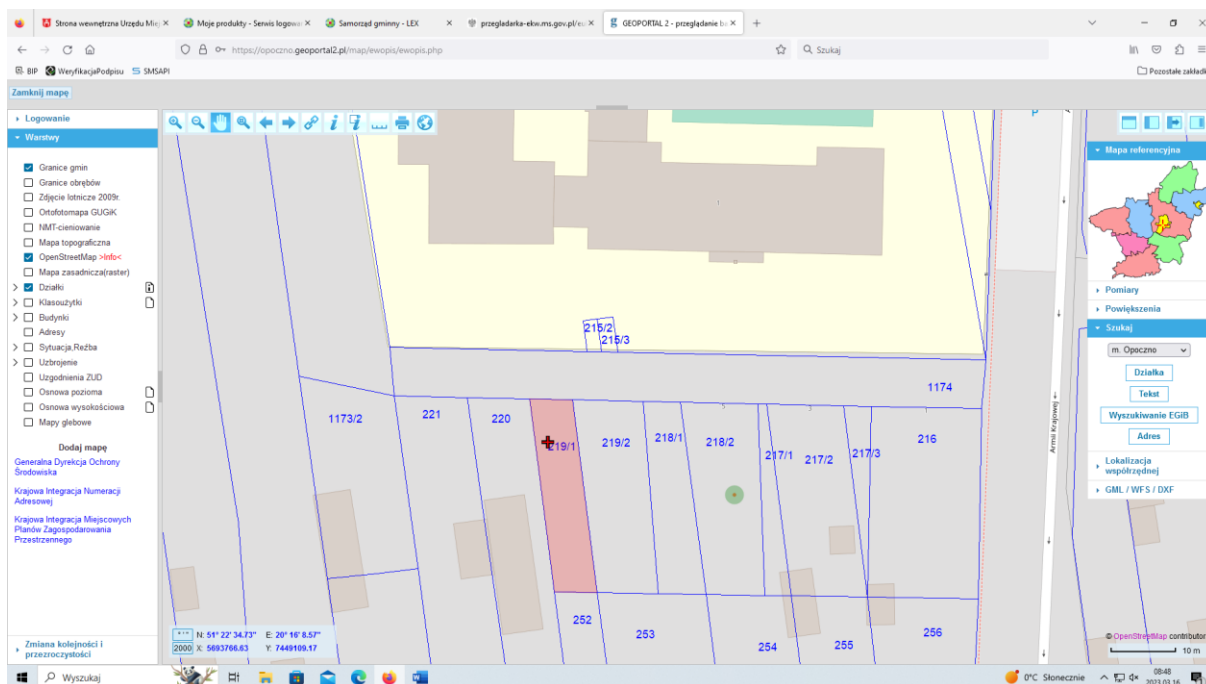 Strona wewnętrzna Urzędu Miej
Moje produkty - Serwis logowa
Samorząd gminny - LEX
przegladarka-ekw.ms.gov.pl/eu
GEOPORTAL 2 - przeglądanie ba
https://opoczno.geoportal2.pl/map/ewopis/ewopis.php
Szukaj
BIP
WeryfikacjaPodpisu
SMSAPI
Pozostałe zakładki
Zamknij mapę
Logowanie
Warstwy
Granice gmin
Granice obrębów
Zdjęcie lotnicze 2009r.
Ortofotomapa GUGiK
NMT-cieniowanie
Mapa topograficzna
OpenStreetMap >Info<
Mapa zasadnicza(raster)
Działki
Klasoużytki
Budynki
Adresy
Sytuacja,Rzeźba
Uzbrojenie
Uzgodnienia ZUD
Osnowa pozioma
Osnowa wysokościowa
Mapy glebowe
Dodaj mapę
Generalna Dyrekcja Ochrony
Środowiska
Krajowa Integracja Numeracji
Adresowej
Krajowa Integracja Miejscowych
Planów Zagospodarowania
Przestrzennego
Zmiana kolejności i
przezroczystości
P
215/2
215/3
1174
1173/2
221
220
219/1
219/2
218/1
218/2
217/1
217/2
217/3
216
252
253
254
255
256
Armii Krajowej
N: 51° 22' 34.73" E: 20° 16' 8.57"
2000 X: 5693766.63 Y: 7449109.17
Mapa referencyjna
Pomiary
Powiększenia
Szukaj
m. Opoczno
Działka
Tekst
Wyszukiwanie EGiB
Adres
Lokalizacja
współrzędnej
GML / WFS / DXF
© OpenStreetMap contributor
10 m
Wyszukaj
0°C Słonecznie
08:48
2023.03.16